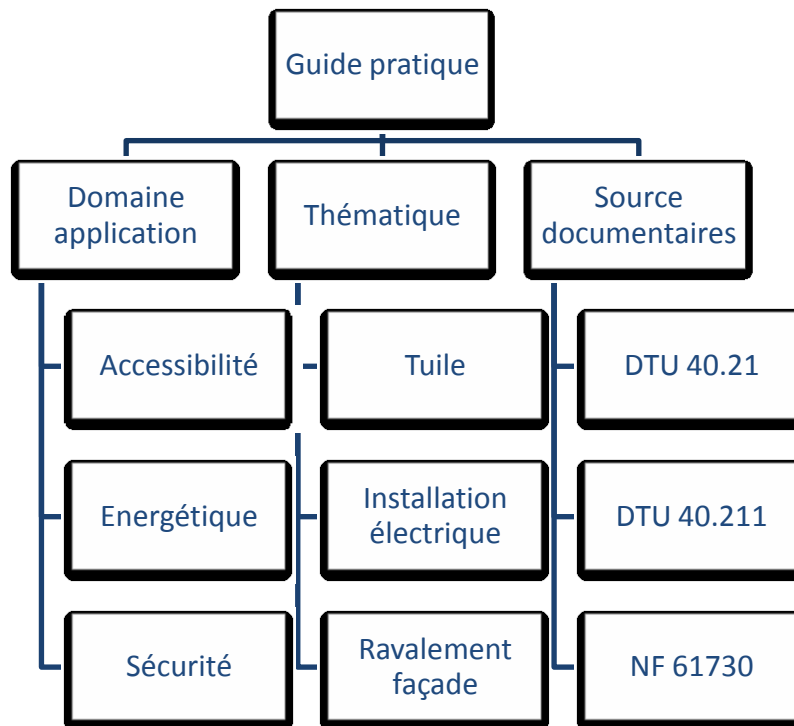 Guide pratique
Domaine
application
Thématique
Source
documentaires
Accessibilité
Tuile
DTU 40.21
Energétique
Installation
électrique
DTU 40.211
Sécurité
Ravalement
façade
NF 61730